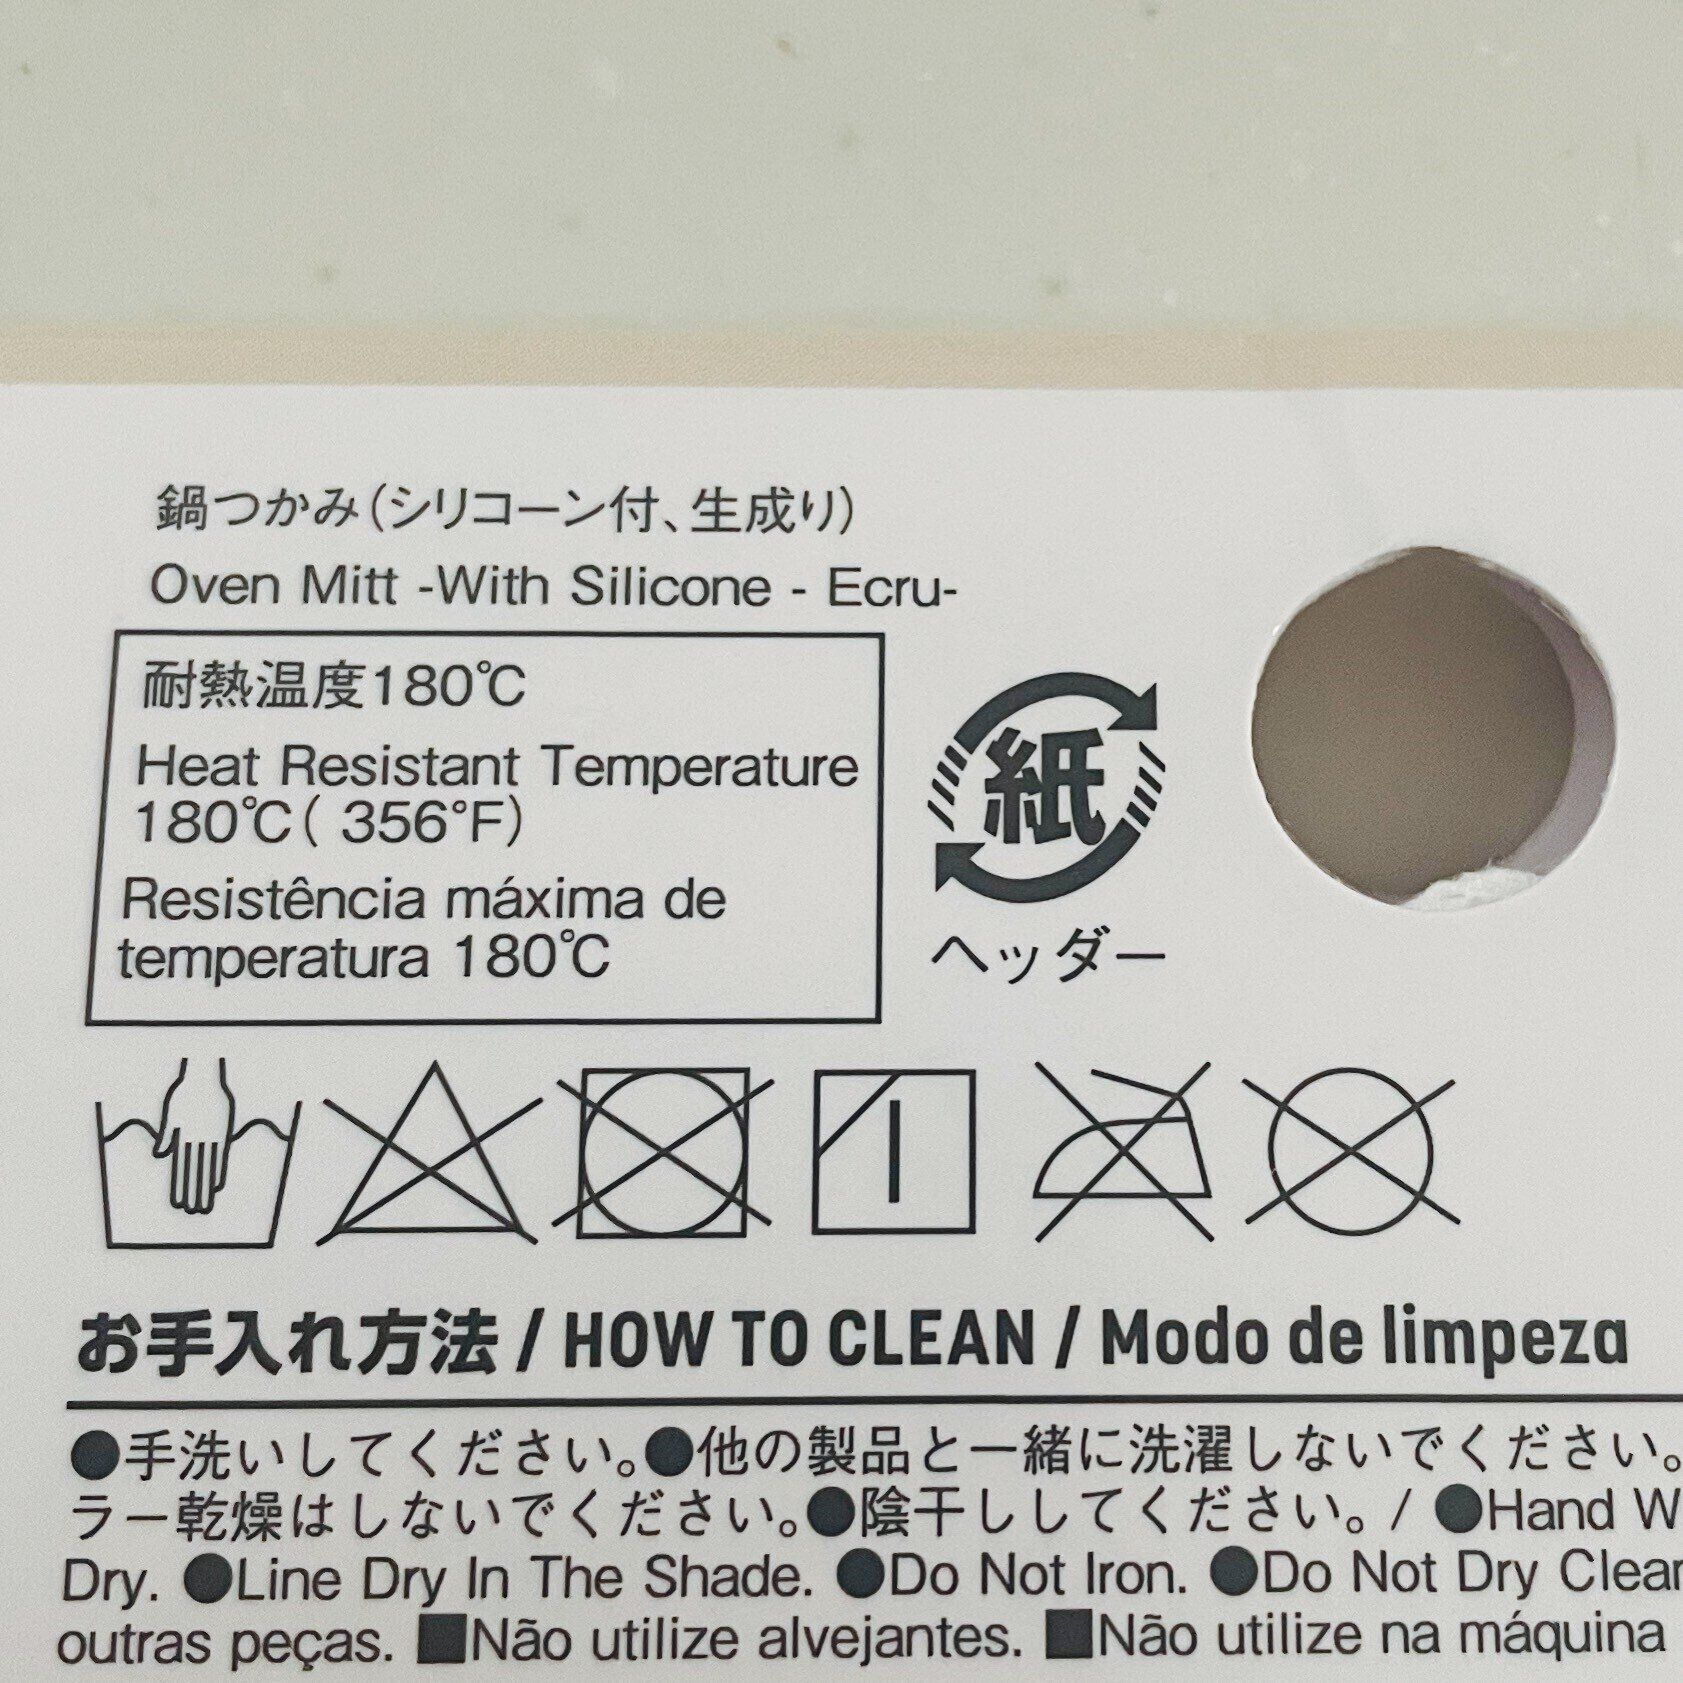 鍋つかみ(シリコーン付、生成り)
Oven Mitt -With Silicone - Ecru-
耐熱温度180℃
Heat Resistant Temperature
180℃( 356°F)
Resistência máxima de
temperatura 180℃
紙
ヘッダー
お手入れ方法 / HOW TO CLEAN / Modo de limpeza
●手洗いしてください。●他の製品と一緒に洗濯しないでください。
ラー乾燥はしないでください。●陰干ししてください。/ ●Hand W
Dry. ●Line Dry In The Shade. ●Do Not Iron. ●Do Not Dry Clean
outras peças. ■Não utilize alvejantes. ■Não utilize na máquina